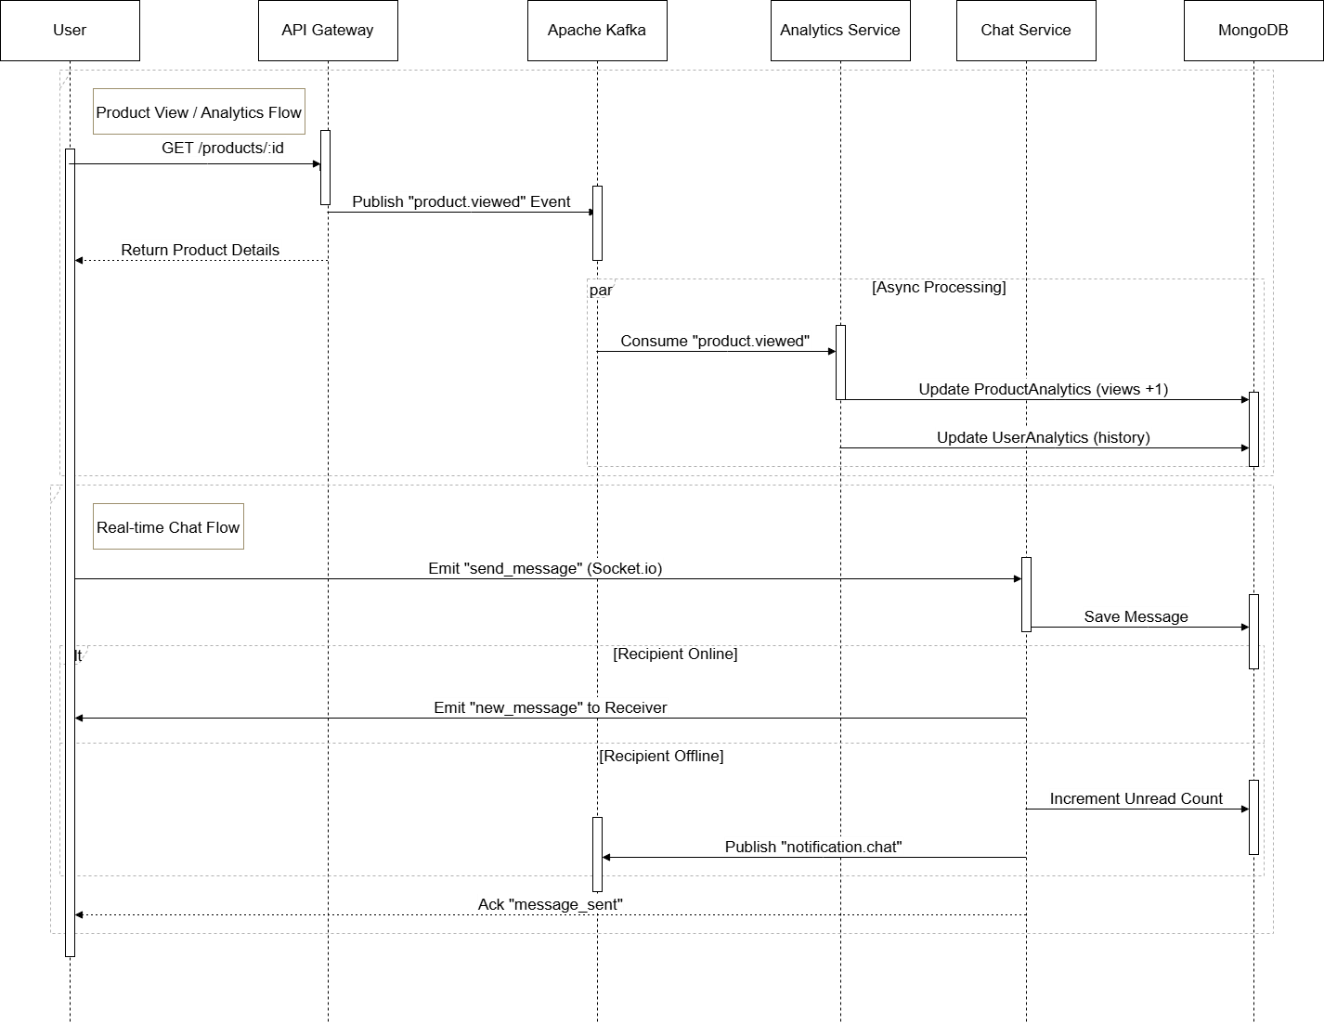 User
API Gateway
Apache Kafka
Analytics Service
Chat Service
MongoDB
Product View / Analytics Flow
GET /products/:id
Publish "product.viewed" Event
Return Product Details
par
[Async Processing]
Consume "product.viewed"
Update ProductAnalytics (views +1)
Update UserAnalytics (history)
Real-time Chat Flow
Emit "send_message" (Socket.io)
Save Message
lt
[Recipient Online]
Emit "new_message" to Receiver
[Recipient Offline]
Increment Unread Count
Publish "notification.chat"
Ack "message_sent"